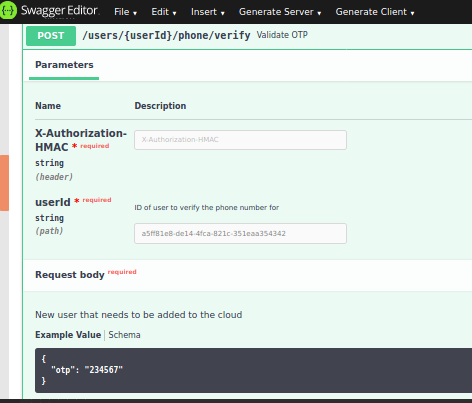 Swagger Editor. File ▾ Edit ▾ Insert ▾ Generate Server ▾ Generate Client ▾
POST /users/{userId}/phone/verify Validate OTP
Parameters
Name Description
X-Authorization-HMAC * required
string
(header)
X-Authorization-HMAC
userId * required
string
(path)
ID of user to verify the phone number for
a5ff81e8-de14-4fca-821c-351eaa354342
Request body required
New user that needs to be added to the cloud
Example Value | Schema
{
"otp": "234567"
}